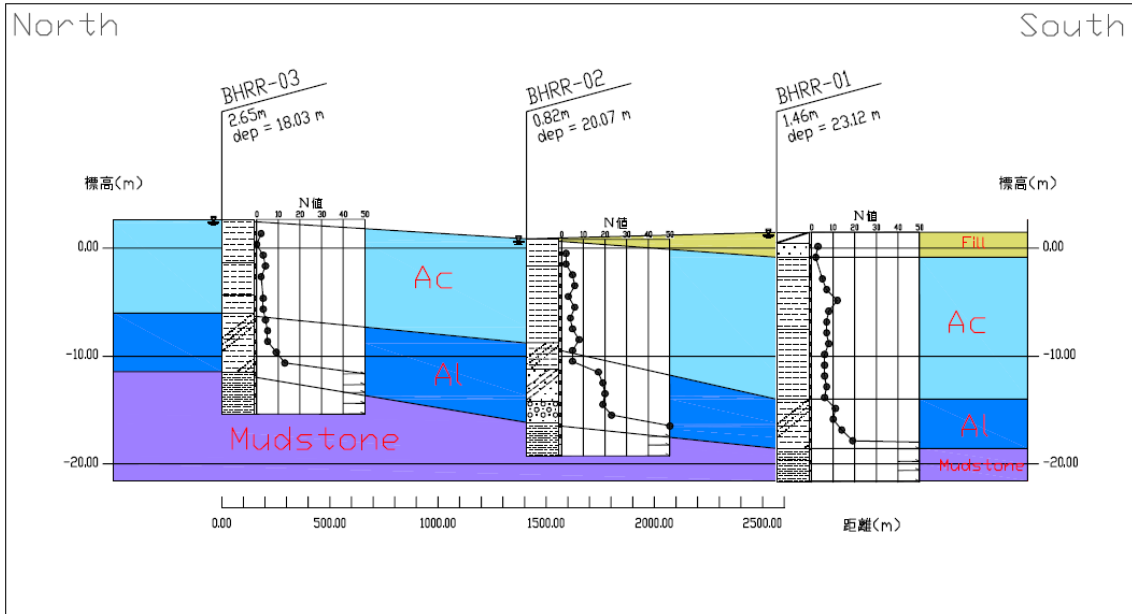 North
South
BHRR-03
2.65m
dep = 18.03 m
BHRR-02
0.82m
dep = 20.07 m
BHRR-01
1.46m
dep = 23.12 m
標高(m)
標高(m)
N値
0 10 20 30 40 50
N値
0 10 20 30 40 50
N値
0 10 20 30 40 50
0.00
Fill
0.00
Ac
Ac
-10.00
-10.00
Al
Al
Mudstone
-20.00
Mudstone
-20.00
0.00 500.00 1000.00 1500.00 2000.00 2500.00
距離(m)